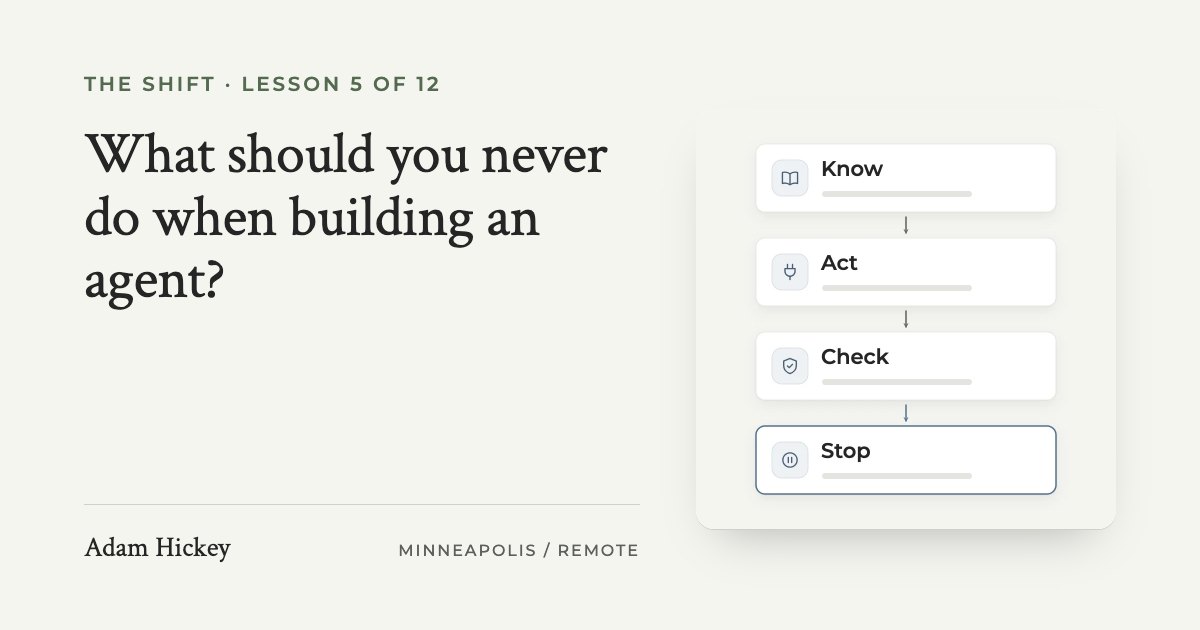 THE SHIFT · LESSON 5 OF 12
What should you never
do when building an
agent?
Adam Hickey
MINNEAPOLIS / REMOTE
Know
Act
Check
Stop